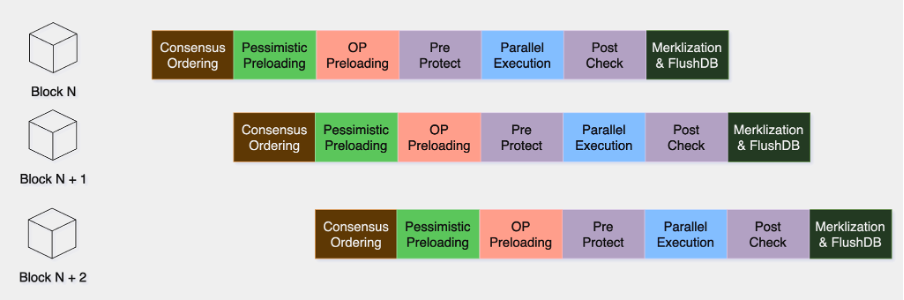 Consensus Ordering
Pessimistic Preloading
OP Preloading
Pre Protect
Parallel Execution
Post Check
Merklization & FlushDB
Block N
Consensus Ordering
Pessimistic Preloading
OP Preloading
Pre Protect
Parallel Execution
Post Check
Merklization & FlushDB
Block N + 1
Consensus Ordering
Pessimistic Preloading
OP Preloading
Pre Protect
Parallel Execution
Post Check
Merklization & FlushDB
Block N + 2